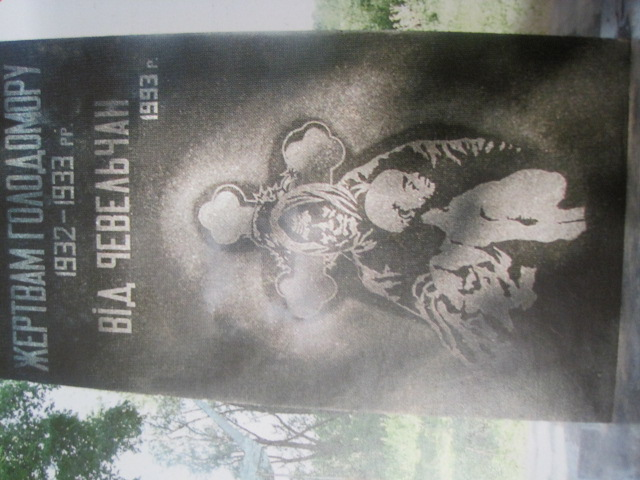 ЖЕРТВАМ ГОЛОДОМОРУ
1932–1933 рр.
ВІД ЧЕВЕЛЬЧАН
1993 р.